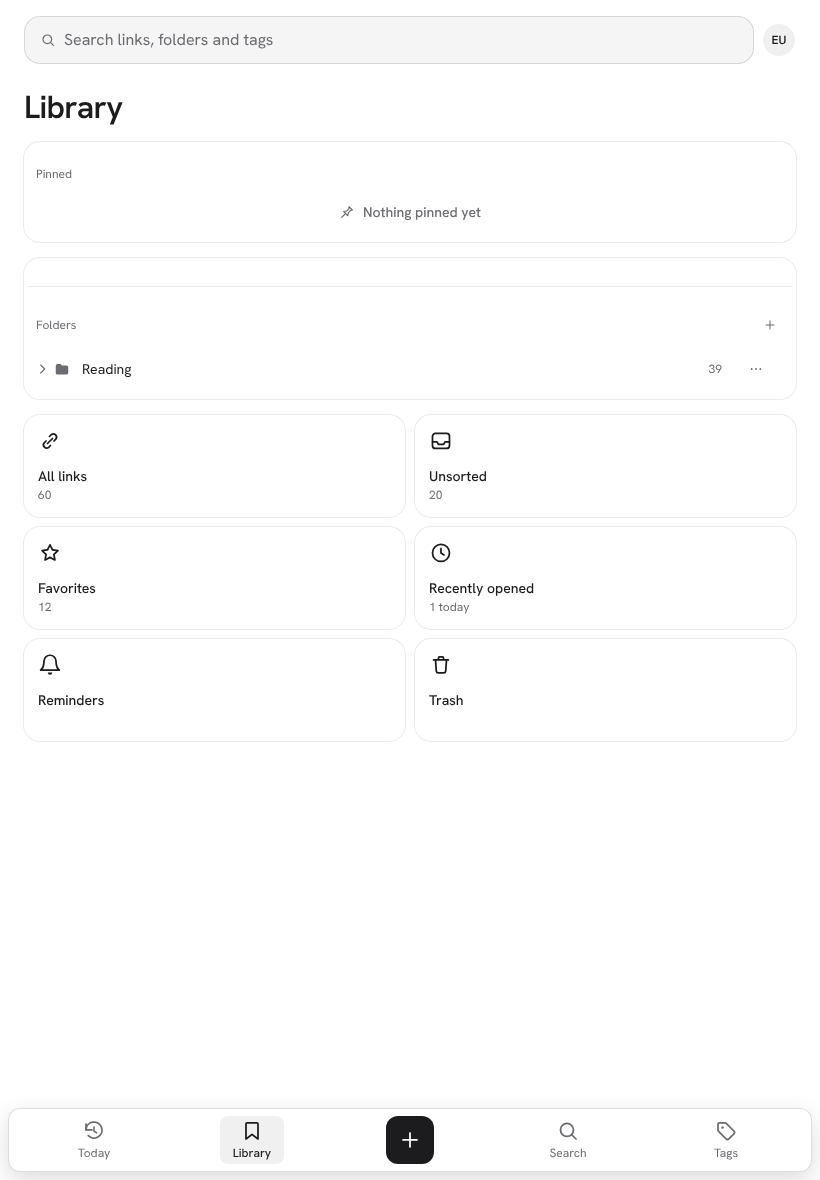 Search links, folders and tags
EU
Library
Pinned
Nothing pinned yet
Folders
Reading
39
All links
60
Unsorted
20
Favorites
12
Recently opened
1 today
Reminders
Trash
Today
Library
Search
Tags